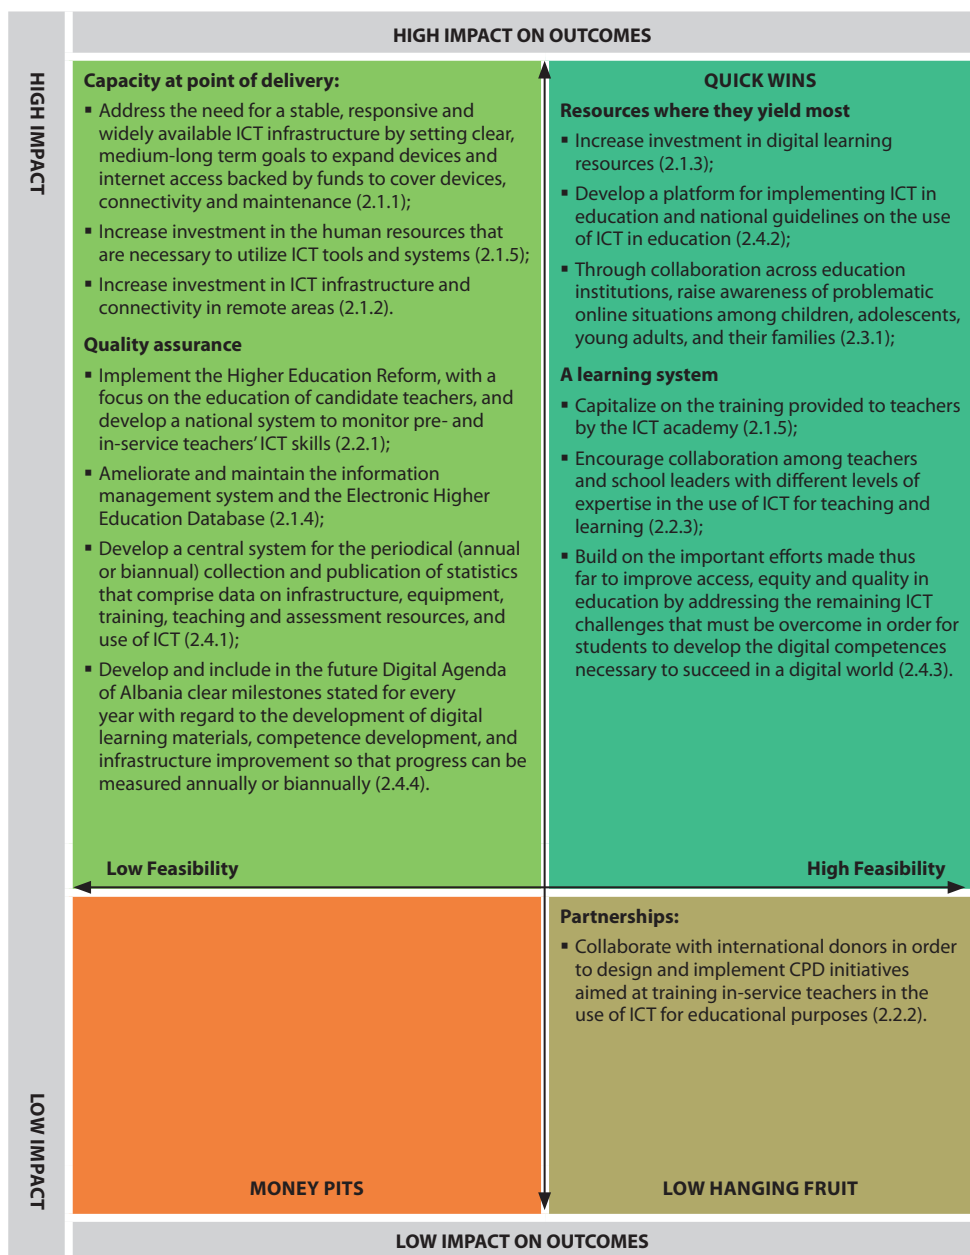 HIGH IMPACT ON OUTCOMES
HIGH IMPACT
Capacity at point of delivery:
▪ Address the need for a stable, responsive and
widely available ICT infrastructure by setting clear,
medium-long term goals to expand devices and
internet access backed by funds to cover devices,
connectivity and maintenance (2.1.1);
▪ Increase investment in the human resources that
are necessary to utilize ICT tools and systems (2.1.5);
▪ Increase investment in ICT infrastructure and
connectivity in remote areas (2.1.2).
Quality assurance
▪ Implement the Higher Education Reform, with a
focus on the education of candidate teachers, and
develop a national system to monitor pre- and
in-service teachers' ICT skills (2.2.1);
▪ Ameliorate and maintain the information
management system and the Electronic Higher
Education Database (2.1.4);
▪ Develop a central system for the periodical (annual
or biannual) collection and publication of statistics
that comprise data on infrastructure, equipment,
training, teaching and assessment resources, and
use of ICT (2.4.1);
▪ Develop and include in the future Digital Agenda
of Albania clear milestones stated for every
year with regard to the development of digital
learning materials, competence development, and
infrastructure improvement so that progress can be
measured annually or biannually (2.4.4).
Low Feasibility
QUICK WINS
Resources where they yield most
▪ Increase investment in digital learning
resources (2.1.3);
▪ Develop a platform for implementing ICT in
education and national guidelines on the use
of ICT in education (2.4.2);
▪ Through collaboration across education
institutions, raise awareness of problematic
online situations among children, adolescents,
young adults, and their families (2.3.1);
A learning system
▪ Capitalize on the training provided to teachers
by the ICT academy (2.1.5);
▪ Encourage collaboration among teachers
and school leaders with different levels of
expertise in the use of ICT for teaching and
learning (2.2.3);
▪ Build on the important efforts made thus
far to improve access, equity and quality in
education by addressing the remaining ICT
challenges that must be overcome in order for
students to develop the digital competences
necessary to succeed in a digital world (2.4.3).
High Feasibility
LOW IMPACT
MONEY PITS
Partnerships:
▪ Collaborate with international donors in order
to design and implement CPD initiatives
aimed at training in-service teachers in the
use of ICT for educational purposes (2.2.2).
LOW HANGING FRUIT
LOW IMPACT ON OUTCOMES